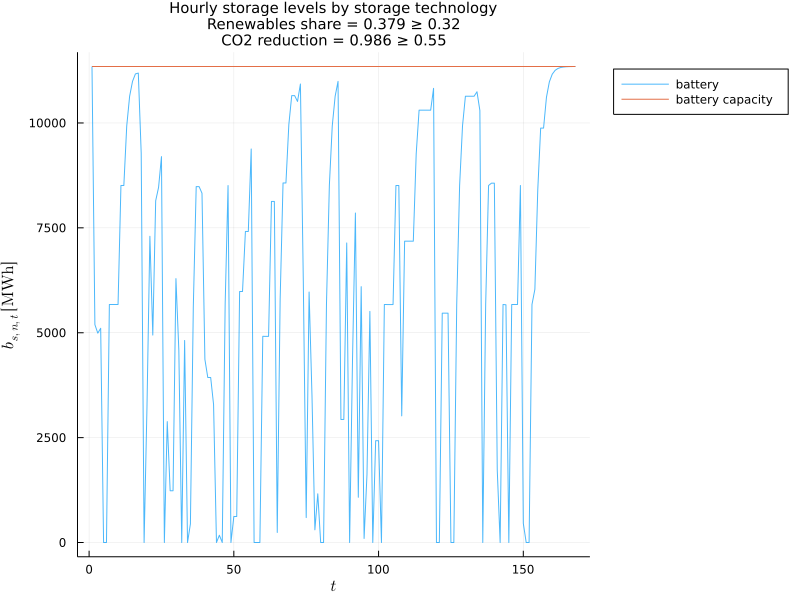 Hourly storage levels by storage technology
Renewables share = 0.379 ≥ 0.32
CO2 reduction = 0.986 ≥ 0.55
battery
battery capacity
10000
7500
5000
2500
0
b_{s, n, t} [MWh]
0 50 100 150
t